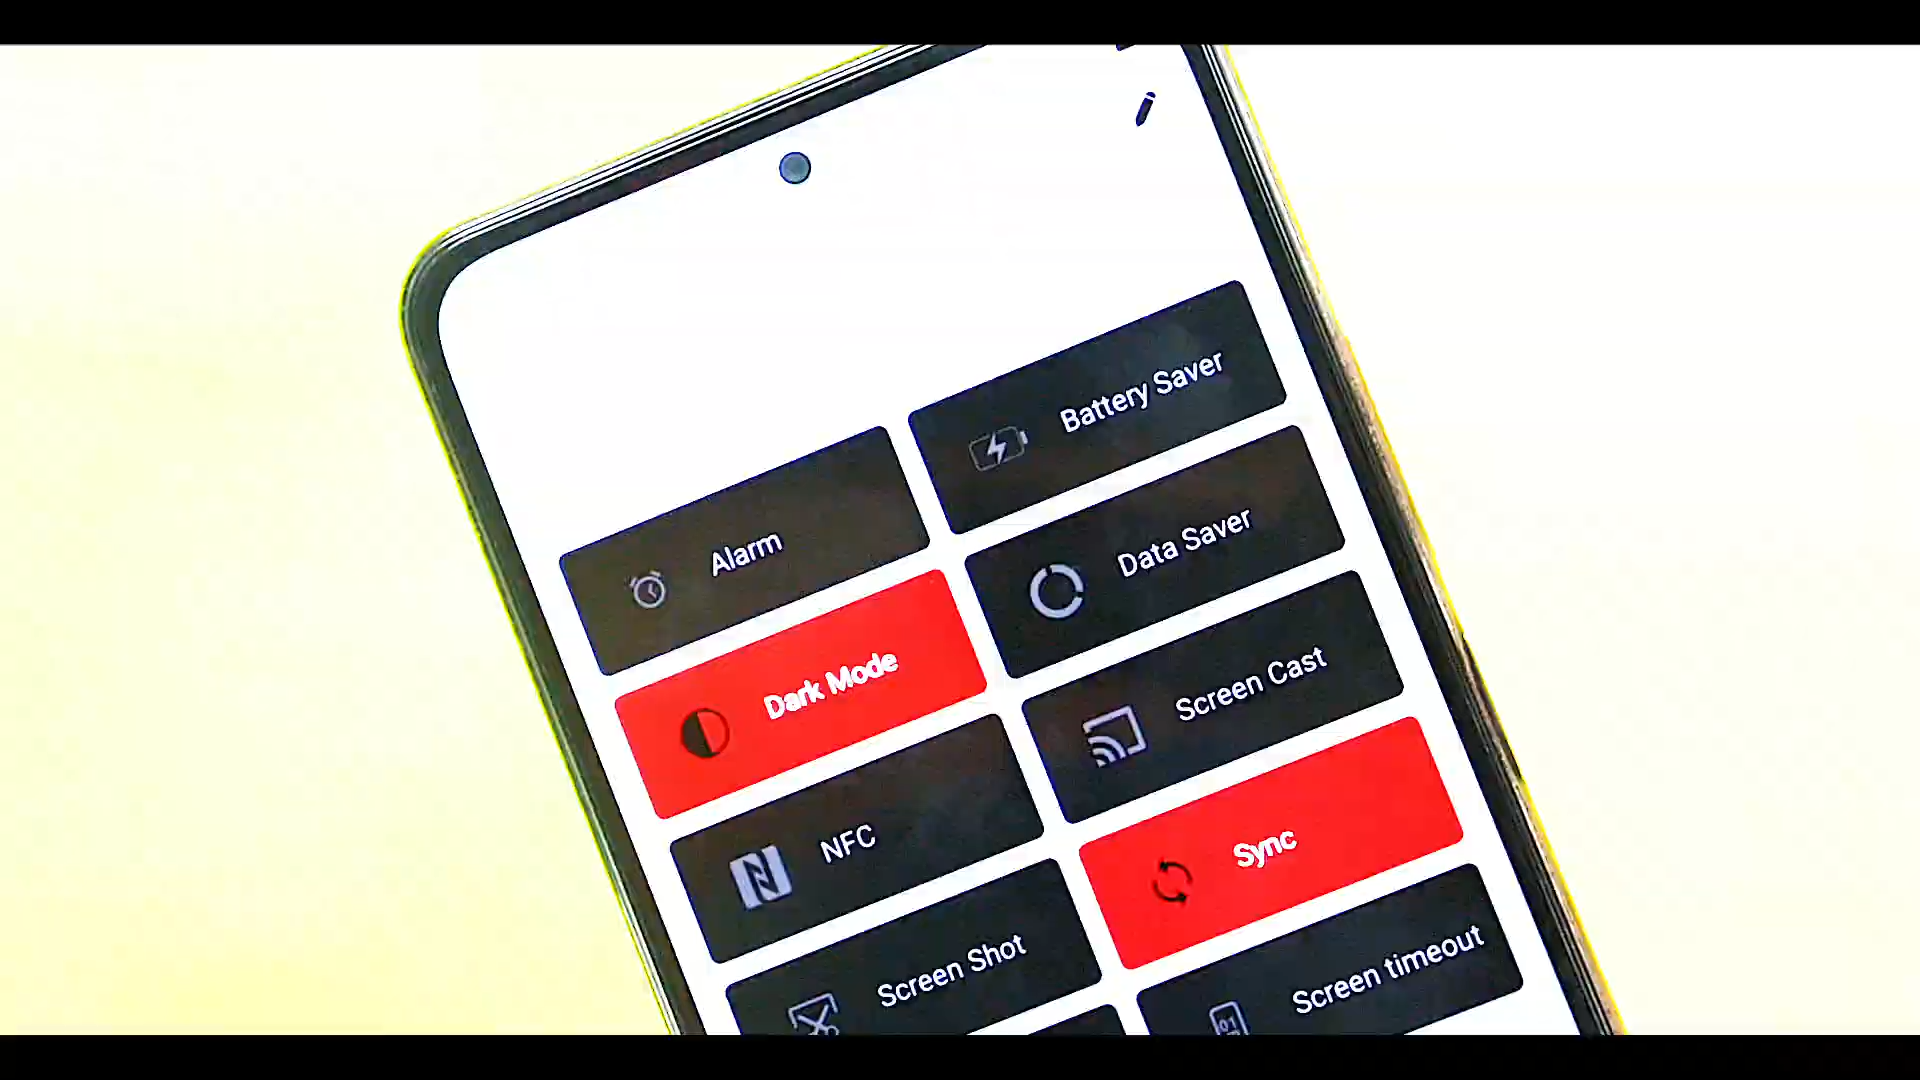 Alarm
Battery Saver
Dark Mode
Data Saver
NFC
Screen Cast
Screen Shot
Sync
Screen timeout